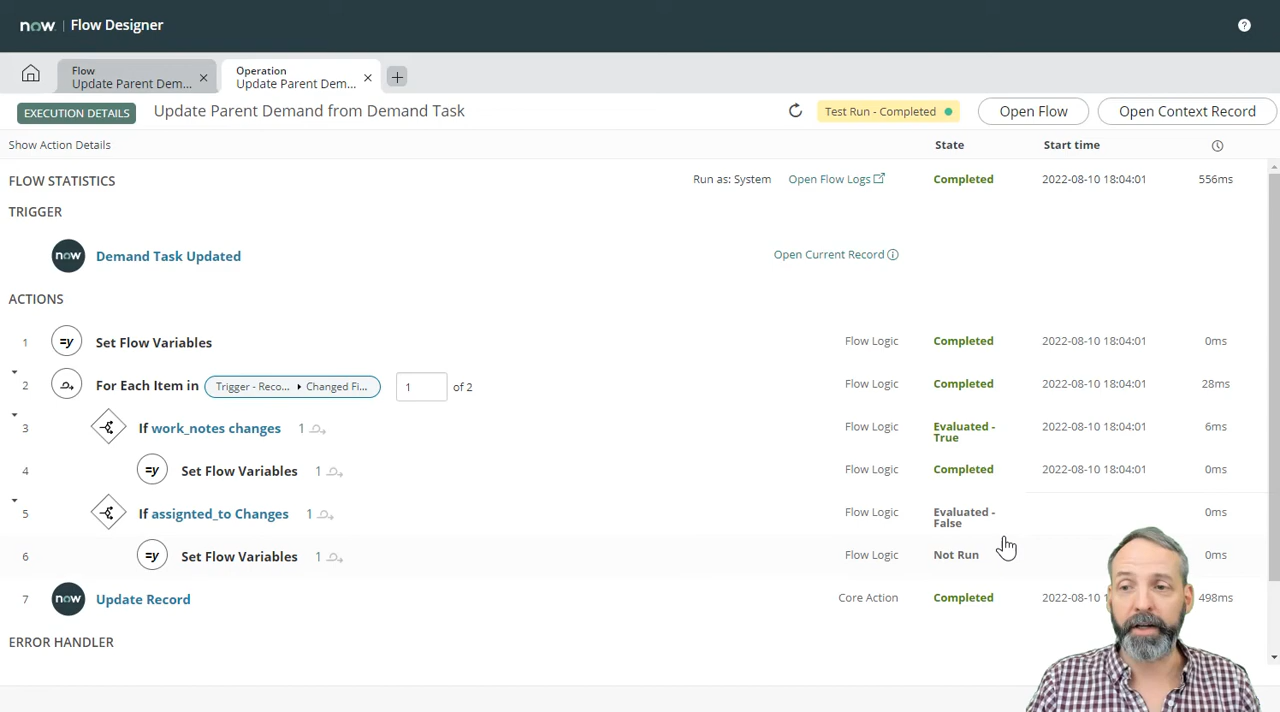 now. | Flow Designer
?
Flow
Update Parent Dem... ×
Operation
Update Parent Dem... ×
+
EXECUTION DETAILS
Update Parent Demand from Demand Task
Test Run - Completed
Open Flow
Open Context Record
Show Action Details
State
Start time
FLOW STATISTICS
Run as: System
Open Flow Logs
Completed
2022-08-10 18:04:01
556ms
TRIGGER
now Demand Task Updated
Open Current Record
ACTIONS
1 =y Set Flow Variables Flow Logic Completed 2022-08-10 18:04:01 0ms
2 For Each Item in Trigger - Reco... Changed Fi... 1 of 2 Flow Logic Completed 2022-08-10 18:04:01 28ms
3 If work_notes changes 1 Flow Logic Evaluated - 2022-08-10 18:04:01 6ms
True
4 =y Set Flow Variables 1 Flow Logic Completed 2022-08-10 18:04:01 0ms
5 If assignted_to Changes 1 Flow Logic Evaluated - 0ms
False
6 =y Set Flow Variables 1 Flow Logic Not Run 0ms
7 now Update Record Core Action Completed 2022-08-10 498ms
ERROR HANDLER